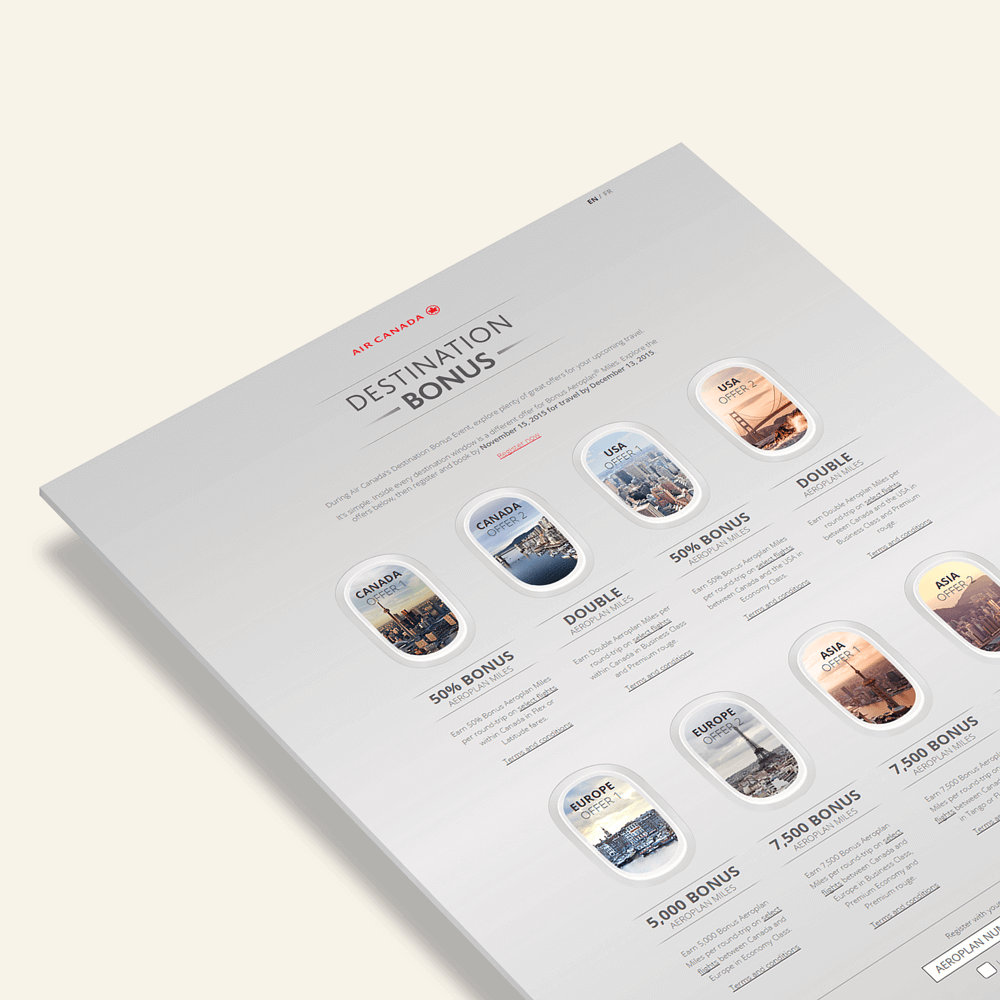 EN / FR
AIR CANADA
DESTINATION
BONUS
During Air Canada's Destination Bonus Event, explore plenty of great offers for your upcoming travel.
It's simple. Inside every destination window is a different offer for Bonus Aeroplan® Miles. Explore the
offers below, then register and book by November 15, 2015 for travel by December 13, 2015.
Register now
CANADA
OFFER 1
50% BONUS
AEROPLAN MILES
Earn 50% Bonus Aeroplan Miles
per round-trip on select flights
within Canada in Flex or
Latitude fares.
Terms and conditions
CANADA
OFFER 2
DOUBLE
AEROPLAN MILES
Earn Double Aeroplan Miles per
round-trip on select flights
within Canada in Business Class
and Premium rouge.
Terms and conditions
USA
OFFER 1
50% BONUS
AEROPLAN MILES
Earn 50% Bonus Aeroplan Miles
per round-trip on select flights
between Canada and the USA in
Economy Class.
Terms and conditions
USA
OFFER 2
DOUBLE
AEROPLAN MILES
Earn Double Aeroplan Miles per
round-trip on select flights
between Canada and the USA in
Business Class and Premium
rouge.
Terms and conditions
EUROPE
OFFER 1
5,000 BONUS
AEROPLAN MILES
Earn 5,000 Bonus Aeroplan
Miles per round-trip on select
flights between Canada and
Europe in Economy Class.
Terms and conditions
EUROPE
OFFER 2
7,500 BONUS
AEROPLAN MILES
Earn 7,500 Bonus Aeroplan
Miles per round-trip on select
flights between Canada and
Europe in Business Class,
Premium Economy and
Premium rouge.
Terms and conditions
ASIA
OFFER 1
7,500 BONUS
AEROPLAN MILES
Earn 7,500 Bonus
Miles per round-trip
flights between
in Tango or
Terms
ASIA
OFFER 2
Register with your
AEROPLAN